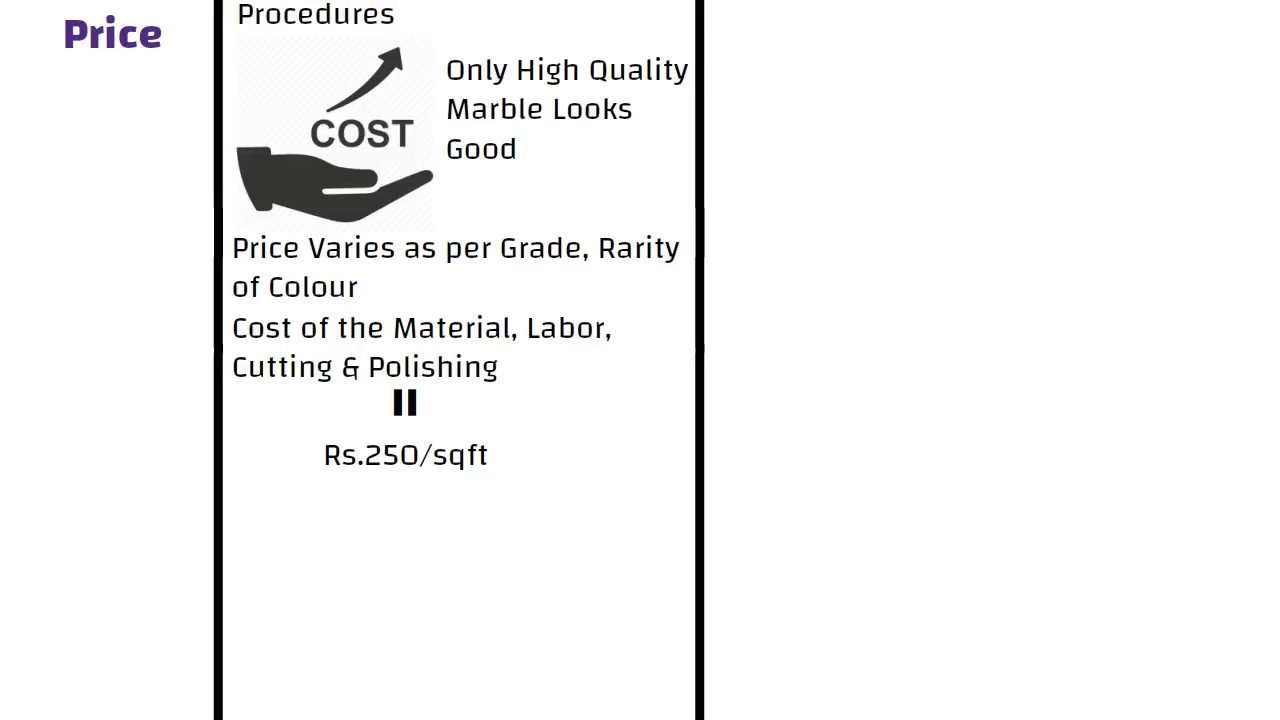 Price
Procedures
COST
Only High Quality
Marble Looks
Good
Price Varies as per Grade, Rarity
of Colour
Cost of the Material, Labor,
Cutting & Polishing
Rs.250/sqft